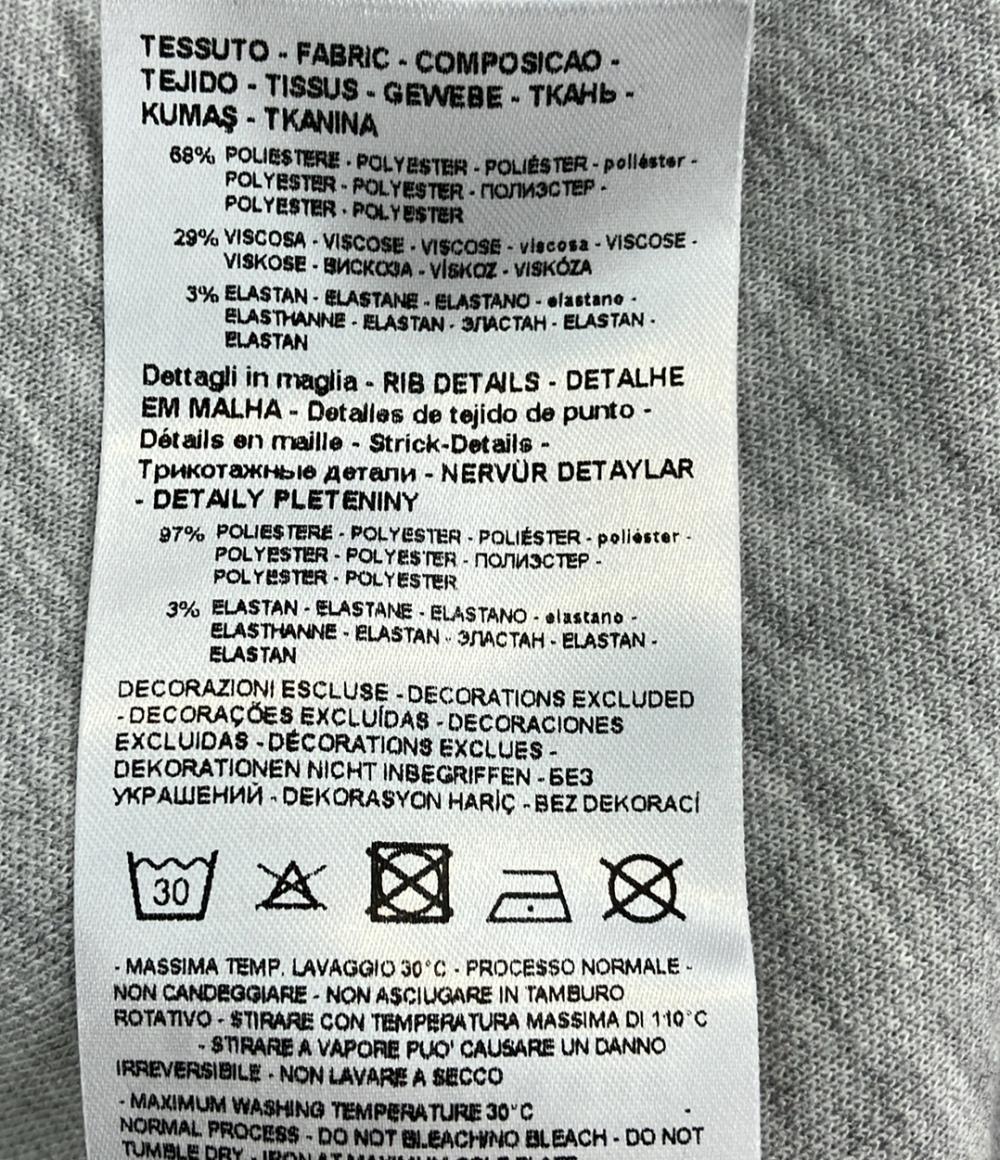 TESSUTO - FABRIC - COMPOSICAO -
TEJIDO - TISSUS - GEWEBE - ТКАНЬ -
KUMAŞ - TKANINA
68% POLIESTERE - POLYESTER - POLIÉSTER - poliéster -
POLYESTER - POLYESTER - ПОЛИЭСТЕР -
POLYESTER - POLYESTER
29% VISCOSA - VISCOSE - VISCOSE - viscosa - VISCOSE -
VISKOSE - ВИСКОЗА - VİSKOZ - VISKÓZA
3% ELASTAN - ELASTANE - ELASTANO - elastano -
ELASTHANNE - ELASTAN - ЭЛАСТАН - ELASTAN -
ELASTAN
Dettagli in maglia - RIB DETAILS - DETALHE
EM MALHA - Detalles de tejido de punto -
Détails en maille - Strick-Details -
Трикотажные детали - NERVÜR DETAYLAR
- DETAILY PLETENINY
97% POLIESTERE - POLYESTER - POLIÉSTER - poliéster -
POLYESTER - POLYESTER - ПОЛИЭСТЕР -
POLYESTER - POLYESTER
3% ELASTAN - ELASTANE - ELASTANO - elastano -
ELASTHANNE - ELASTAN - ЭЛАСТАН - ELASTAN -
ELASTAN
DECORAZIONI ESCLUSE - DECORATIONS EXCLUDED
- DECORAÇÕES EXCLUÍDAS - DECORACIONES
EXCLUIDAS - DÉCORATIONS EXCLUES -
DEKORATIONEN NICHT INBEGRIFFEN - БЕЗ
УКРАШЕНИЙ - DEKORASYON HARİÇ - BEZ DEKORACÍ
30
- MASSIMA TEMP. LAVAGGIO 30°C - PROCESSO NORMALE -
NON CANDEGGIARE - NON ASCIUGARE IN TAMBURO
ROTATIVO - STIRARE CON TEMPERATURA MASSIMA DI 110°C
- STIRARE A VAPORE PUO' CAUSARE UN DANNO
IRREVERSIBILE - NON LAVARE A SECCO
- MAXIMUM WASHING TEMPERATURE 30°C
NORMAL PROCESS - DO NOT BLEACHING BLEACH - DO NOT
TUMBLE DRY - IRON AT MAXIMUM